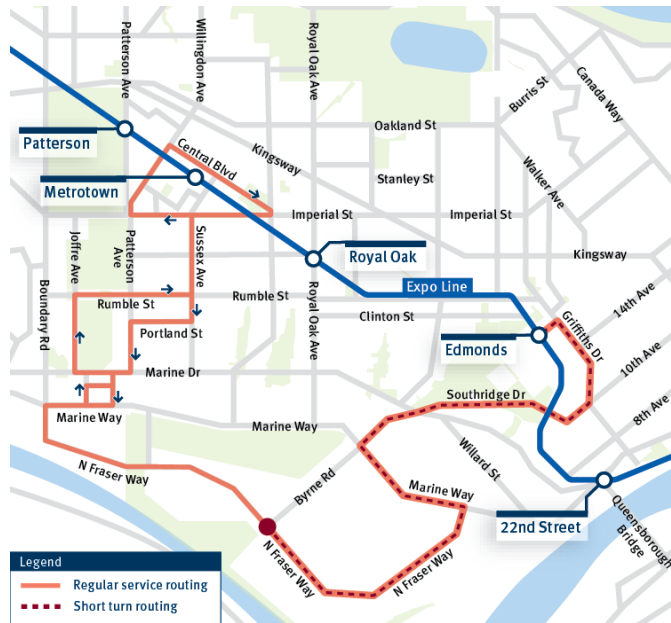 Patterson Ave
Willingdon Ave
Royal Oak Ave
Burris St
Canada Way
Oakland St
Patterson
Central Blvd
Kingsway
Walker Ave
Metrotown
Stanley St
Imperial St
Imperial St
Joffre Ave
Patterson
Ave
Sussex Ave
Royal Oak
Kingsway
Boundary Rd
Rumble St
Rumble St
Royal Oak Ave
Expo Line
14th Ave
Griffiths Dr
Clinton St
Portland St
Edmonds
10th Ave
Marine Dr
Southridge Dr
8th Ave
Marine Way
Marine Way
Willard St
N Fraser Way
Byrne Rd
Marine Way
22nd Street
Queensborough
Bridge
N Fraser Way
N Fraser Way
Legend
Regular service routing
Short turn routing